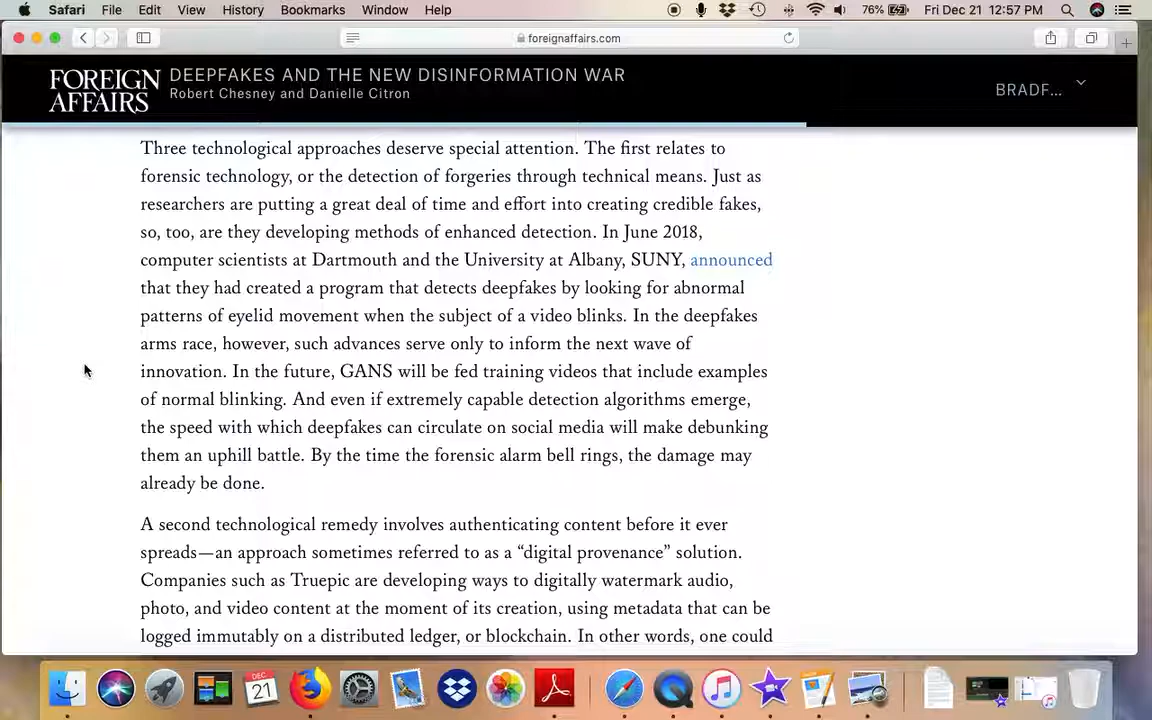 Safari File Edit View History Bookmarks Window Help 76% Fri Dec 21 12:57 PM
foreignaffairs.com
FOREIGN
AFFAIRS
DEEPFAKES AND THE NEW DISINFORMATION WAR
Robert Chesney and Danielle Citron
BRADF...
Three technological approaches deserve special attention. The first relates to
forensic technology, or the detection of forgeries through technical means. Just as
researchers are putting a great deal of time and effort into creating credible fakes,
so, too, are they developing methods of enhanced detection. In June 2018,
computer scientists at Dartmouth and the University at Albany, SUNY, announced
that they had created a program that detects deepfakes by looking for abnormal
patterns of eyelid movement when the subject of a video blinks. In the deepfakes
arms race, however, such advances serve only to inform the next wave of
innovation. In the future, GANS will be fed training videos that include examples
of normal blinking. And even if extremely capable detection algorithms emerge,
the speed with which deepfakes can circulate on social media will make debunking
them an uphill battle. By the time the forensic alarm bell rings, the damage may
already be done.
A second technological remedy involves authenticating content before it ever
spreads—an approach sometimes referred to as a “digital provenance” solution.
Companies such as Truepic are developing ways to digitally watermark audio,
photo, and video content at the moment of its creation, using metadata that can be
logged immutably on a distributed ledger, or blockchain. In other words, one could
DEC
21